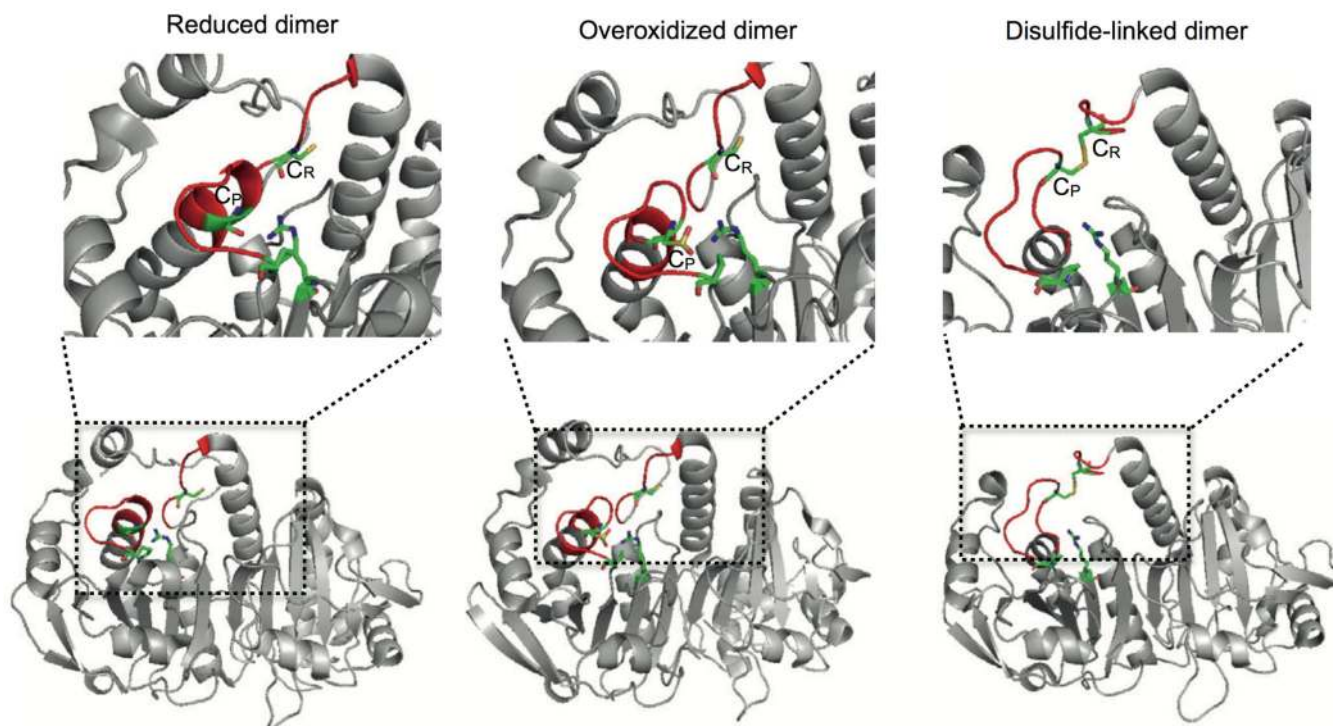 Reduced dimer
Overoxidized dimer
Disulfide-linked dimer
CR
CP
CR
CP
CR
CP